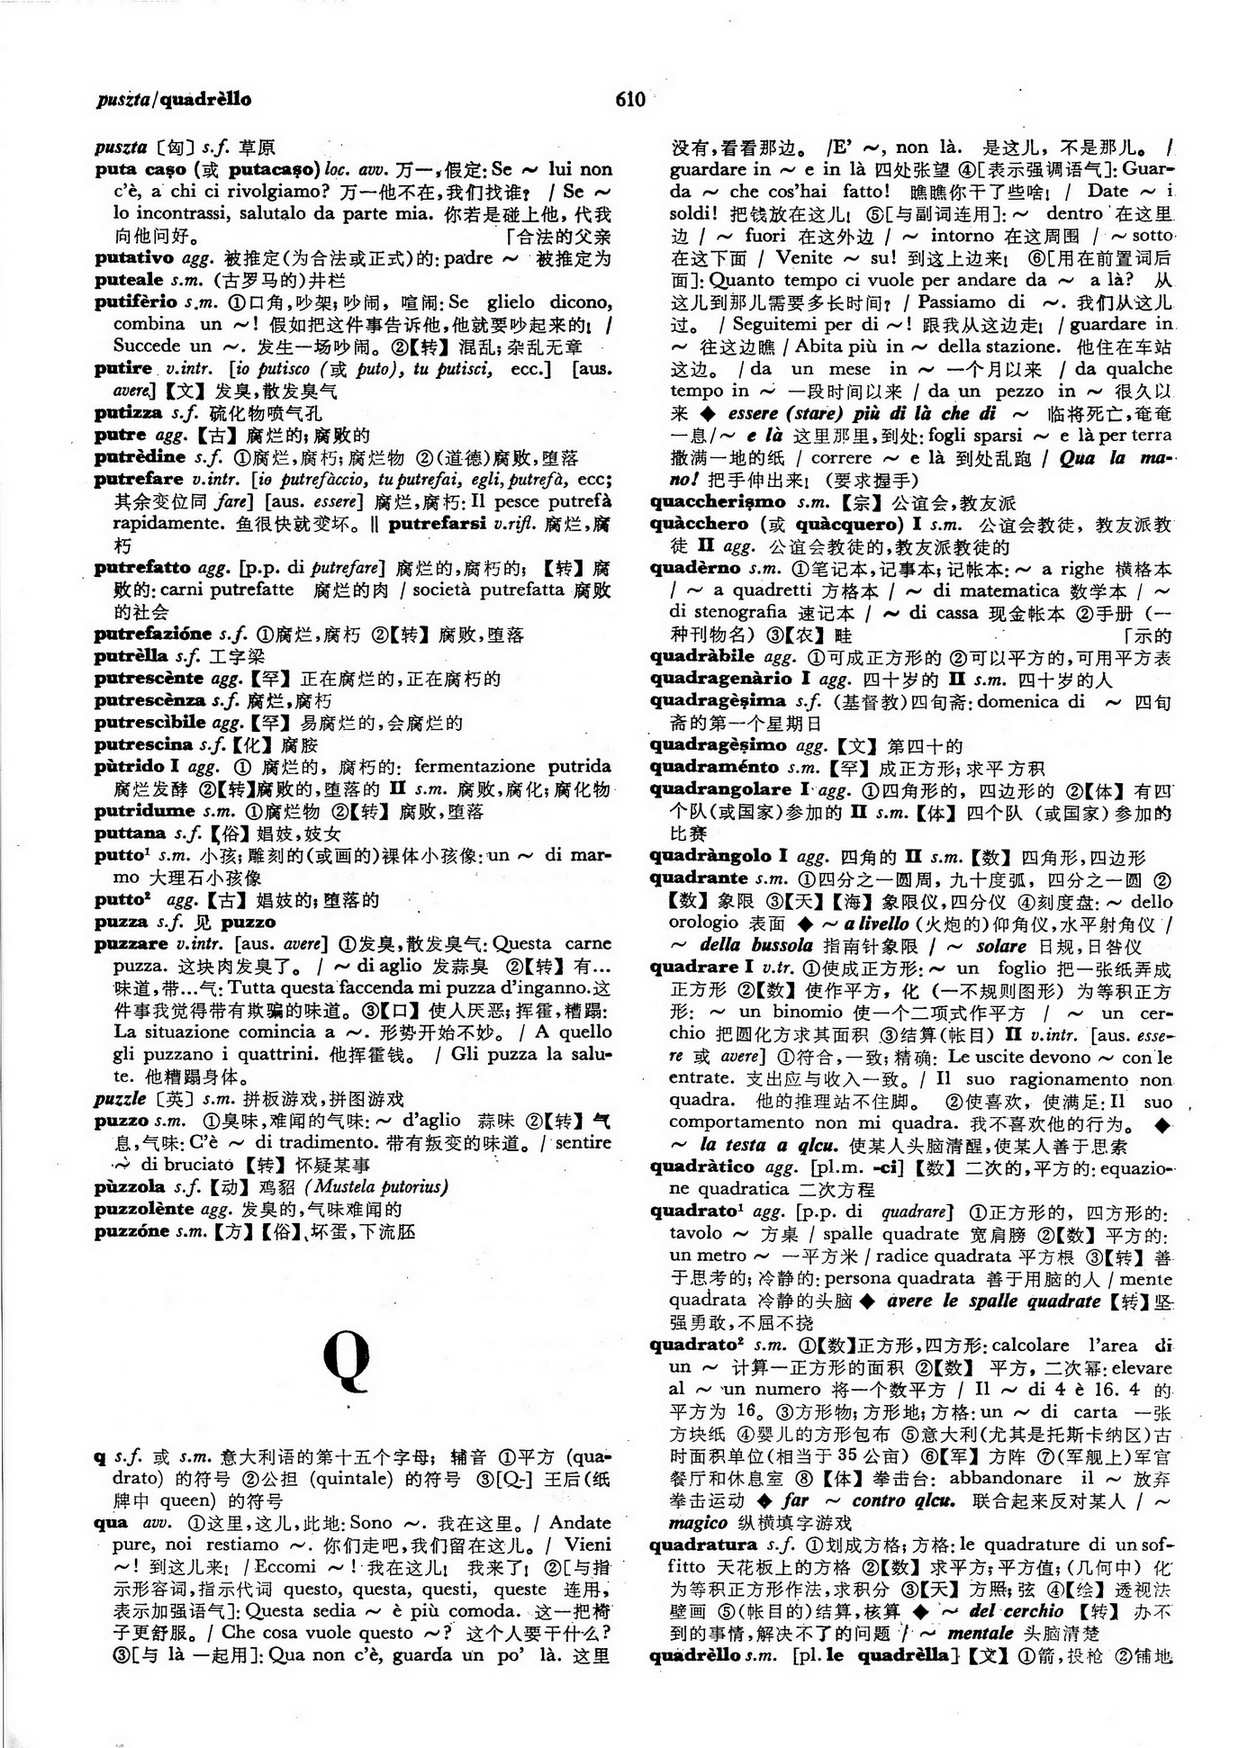 puszta/quadrèllo
610
puszta〔匈〕s.f. 草原
puta caṣo (或 putacaṣo) loc. avv. 万一,假定: Se ～ lui non
c'è, a chi ci rivolgiamo? 万一他不在,我们找谁? / Se ～
lo incontrassi, salutalo da parte mia. 你若是碰上他, 代我
向他问好。 「合法的父亲
putativo agg. 被推定(为合法或正式)的: padre ～ 被推定为
puteale s.m. (古罗马的)井栏
putifèrio s.m. ①口角,吵架;吵闹, 喧闹: Se glielo dicono,
combina un ～! 假如把这件事告诉他,他就要吵起来的! /
Succede un ～. 发生一场吵闹。②【转】混乱;杂乱无章
putire v.intr. [io putisco (或 puto), tu putisci, ecc.] [aus.
avere]【文】发臭,散发臭气
putizza s.f. 硫化物喷气孔
putre agg.【古】腐烂的;腐败的
putrèdine s.f. ①腐烂,腐朽;腐烂物 ②(道德)腐败,堕落
putrefare v.intr. [io putrefàccio, tu putrefai, egli, putrefà, ecc;
其余变位同 fare] [aus. essere] 腐烂,腐朽: Il pesce putrefà
rapidamente. 鱼很快就变坏。‖ putrefarsi v.rifl. 腐烂,腐
朽
putrefatto agg. [p.p. di putrefare] 腐烂的,腐朽的; 【转】腐
败的: carni putrefatte 腐烂的肉 / società putrefatta 腐败
的社会
putrefazióne s.f. ①腐烂,腐朽 ②【转】腐败,堕落
putrèlla s.f. 工字梁
putrescènte agg.【罕】正在腐烂的,正在腐朽的
putrescènza s.f. 腐烂,腐朽
putrescìbile agg.【罕】易腐烂的,会腐烂的
putrescina s.f.【化】腐胺
pùtrido I agg. ① 腐烂的, 腐朽的: fermentazione putrida
腐烂发酵 ②【转】腐败的,堕落的 II s.m. 腐败,腐化;腐化物
putridume s.m. ①腐烂物 ②【转】腐败,堕落
puttana s.f.【俗】娼妓,妓女
putto¹ s.m. 小孩;雕刻的(或画的)裸体小孩像: un ～ di mar-
mo 大理石小孩像
putto² agg.【古】娼妓的;堕落的
puzza s.f. 见 puzzo
puzzare v.intr. [aus. avere] ①发臭,散发臭气: Questa carne
puzza. 这块肉发臭了。 / ～ di aglio 发蒜臭 ②【转】有…
味道,带…气: Tutta questa faccenda mi puzza d'inganno.这
件事我觉得带有欺骗的味道。③【口】使人厌恶;挥霍,糟蹋:
La situazione comincia a ～. 形势开始不妙。 / A quello
gli puzzano i quattrini. 他挥霍钱。 / Gli puzza la salu-
te. 他糟蹋身体。
puzzle〔英〕s.m. 拼板游戏,拼图游戏
puzzo s.m. ①臭味,难闻的气味: ～ d'aglio 蒜味 ②【转】气
息,气味: C'è ～ di tradimento. 带有叛变的味道。 / sentire
～ di bruciato 【转】怀疑某事
pùzzola s.f.【动】鸡貂 (Mustela putorius)
puzzolènte agg. 发臭的,气味难闻的
puzzóne s.m.【方】【俗】坏蛋,下流胚
Q
q s.f. 或 s.m. 意大利语的第十五个字母; 辅音 ①平方 (qua-
drato) 的符号 ②公担 (quintale) 的符号 ③[Q-] 王后(纸
牌中 queen) 的符号
qua avv. ①这里,这儿,此地: Sono ～. 我在这里。/ Andate
pure, noi restiamo ～. 你们走吧,我们留在这儿。/ Vieni
～! 到这儿来! / Eccomi ～! 我在这儿! 我来了! ②[与指
示形容词,指示代词 questo, questa, questi, queste 连用,
表示加强语气]: Questa sedia ～ è più comoda. 这一把椅
子更舒服。/ Che cosa vuole questo ～? 这个人要干什么?
③[与 là 一起用]: Qua non c'è, guarda un po' là. 这里
没有,看看那边。 /E' ～, non là. 是这儿, 不是那儿。 /
guardare in ～ e in là 四处张望 ④[表示强调语气]: Guar-
da ～ che cos'hai fatto! 瞧瞧你干了些啥! / Date ～ i
soldi! 把钱放在这儿! ⑤[与副词连用]: ～ dentro 在这里
边 / ～ fuori 在这外边 / ～ intorno 在这周围 / ～ sotto
在这下面 / Venite ～ su! 到这上边来! ⑥[用在前置词后
面]: Quanto tempo ci vuole per andare da ～ a là? 从
这儿到那儿需要多长时间? / Passiamo di ～. 我们从这儿
过。 / Seguitemi per di ～! 跟我从这边走! / guardare in
～ 往这边瞧 / Abita più in ～ della stazione. 他住在车站
这边。 / da un mese in ～ 一个月以来 / da qualche
tempo in ～ 一段时间以来 / da un pezzo in ～ 很久以
来 ◆ essere (stare) più di là che di ～ 临将死亡,奄奄
一息/～ e là 这里那里,到处: fogli sparsi ～ e là per terra
撒满一地的纸 / correre ～ e là 到处乱跑 / Qua la ma-
no! 把手伸出来! (要求握手)
quaccheriṣmo s.m. 【宗】公谊会,教友派
quàcchero (或 quàcquero) I s.m. 公谊会教徒, 教友派教
徒 II agg. 公谊会教徒的,教友派教徒的
quadèrno s.m. ①笔记本,记事本;记帐本: ～ a righe 横格本
/ ～ a quadretti 方格本 / ～ di matematica 数学本 / ～
di stenografia 速记本 / ～ di cassa 现金帐本 ②手册 (一
种刊物名) ③【农】畦 「示的
quadràbile agg. ①可成正方形的 ②可以平方的,可用平方表
quadragenàrio I agg. 四十岁的 II s.m. 四十岁的人
quadragèṣima s.f. (基督教)四旬斋: domenica di ～ 四旬
斋的第一个星期日
quadragèṣimo agg.【文】第四十的
quadraménto s.m.【罕】成正方形;求平方积
quadrangolare I agg. ①四角形的, 四边形的 ②【体】有四
个队(或国家)参加的 II s.m.【体】四个队 (或国家)参加的
比赛
quadràngolo I agg. 四角的 II s.m.【数】四角形,四边形
quadrante s.m. ①四分之一圆周, 九十度弧, 四分之一圆 ②
【数】象限 ③【天】【海】象限仪,四分仪 ④刻度盘: ～ dello
orologio 表面 ◆ ～ a livello (火炮的)仰角仪,水平射角仪 /
～ della bussola 指南针象限 / ～ solare 日规,日晷仪
quadrare I v.tr. ①使成正方形: ～ un foglio 把一张纸弄成
正方形 ②【数】使作平方, 化 (一不规则图形) 为等积正方
形: ～ un binomio 使一个二项式作平方 / ～ un cer-
chio 把圆化方求其面积 ③结算(帐目) II v.intr. [aus. esse-
re 或 avere] ①符合,一致;精确: Le uscite devono ～ con le
entrate. 支出应与收入一致。/ Il suo ragionamento non
quadra. 他的推理站不住脚。 ②使喜欢, 使满足: Il suo
comportamento non mi quadra. 我不喜欢他的行为。 ◆
～ la testa a qlcu. 使某人头脑清醒,使某人善于思索
quadràtico agg. [pl.m. -ci]【数】二次的,平方的: equazio-
ne quadratica 二次方程
quadrato¹ agg. [p.p. di quadrare] ①正方形的, 四方形的:
tavolo ～ 方桌 / spalle quadrate 宽肩膀 ②【数】平方的:
un metro ～ 一平方米 / radice quadrata 平方根 ③【转】善
于思考的;冷静的: persona quadrata 善于用脑的人 / mente
quadrata 冷静的头脑 ◆ avere le spalle quadrate【转】坚
强勇敢,不屈不挠
quadrato² s.m. ①【数】正方形,四方形: calcolare l'area di
un ～ 计算一正方形的面积 ②【数】 平方,二次幂: elevare
al ～ un numero 将一个数平方 / Il ～ di 4 è 16. 4 的
平方为 16。③方形物;方形地;方格: un ～ di carta 一张
方块纸 ④婴儿的方形包布 ⑤意大利(尤其是托斯卡纳区)古
时面积单位(相当于 35 公亩) ⑥【军】方阵 ⑦(军舰上)军官
餐厅和休息室 ⑧【体】拳击台: abbandonare il ～ 放弃
拳击运动 ◆ far ～ contro qlcu. 联合起来反对某人 / ～
magico 纵横填字游戏
quadratura s.f. ①划成方格;方格: le quadrature di un sof-
fitto 天花板上的方格 ②【数】求平方;平方值;(几何中) 化
为等积正方形作法,求积分 ③【天】方照;弦 ④【绘】透视法
壁画 ⑤(帐目的)结算,核算 ◆ ～ del cerchio 【转】办不
到的事情,解决不了的问题 / ～ mentale 头脑清楚
quadrèllo s.m. [pl. le quadrèlla]【文】①箭,投枪 ②铺地